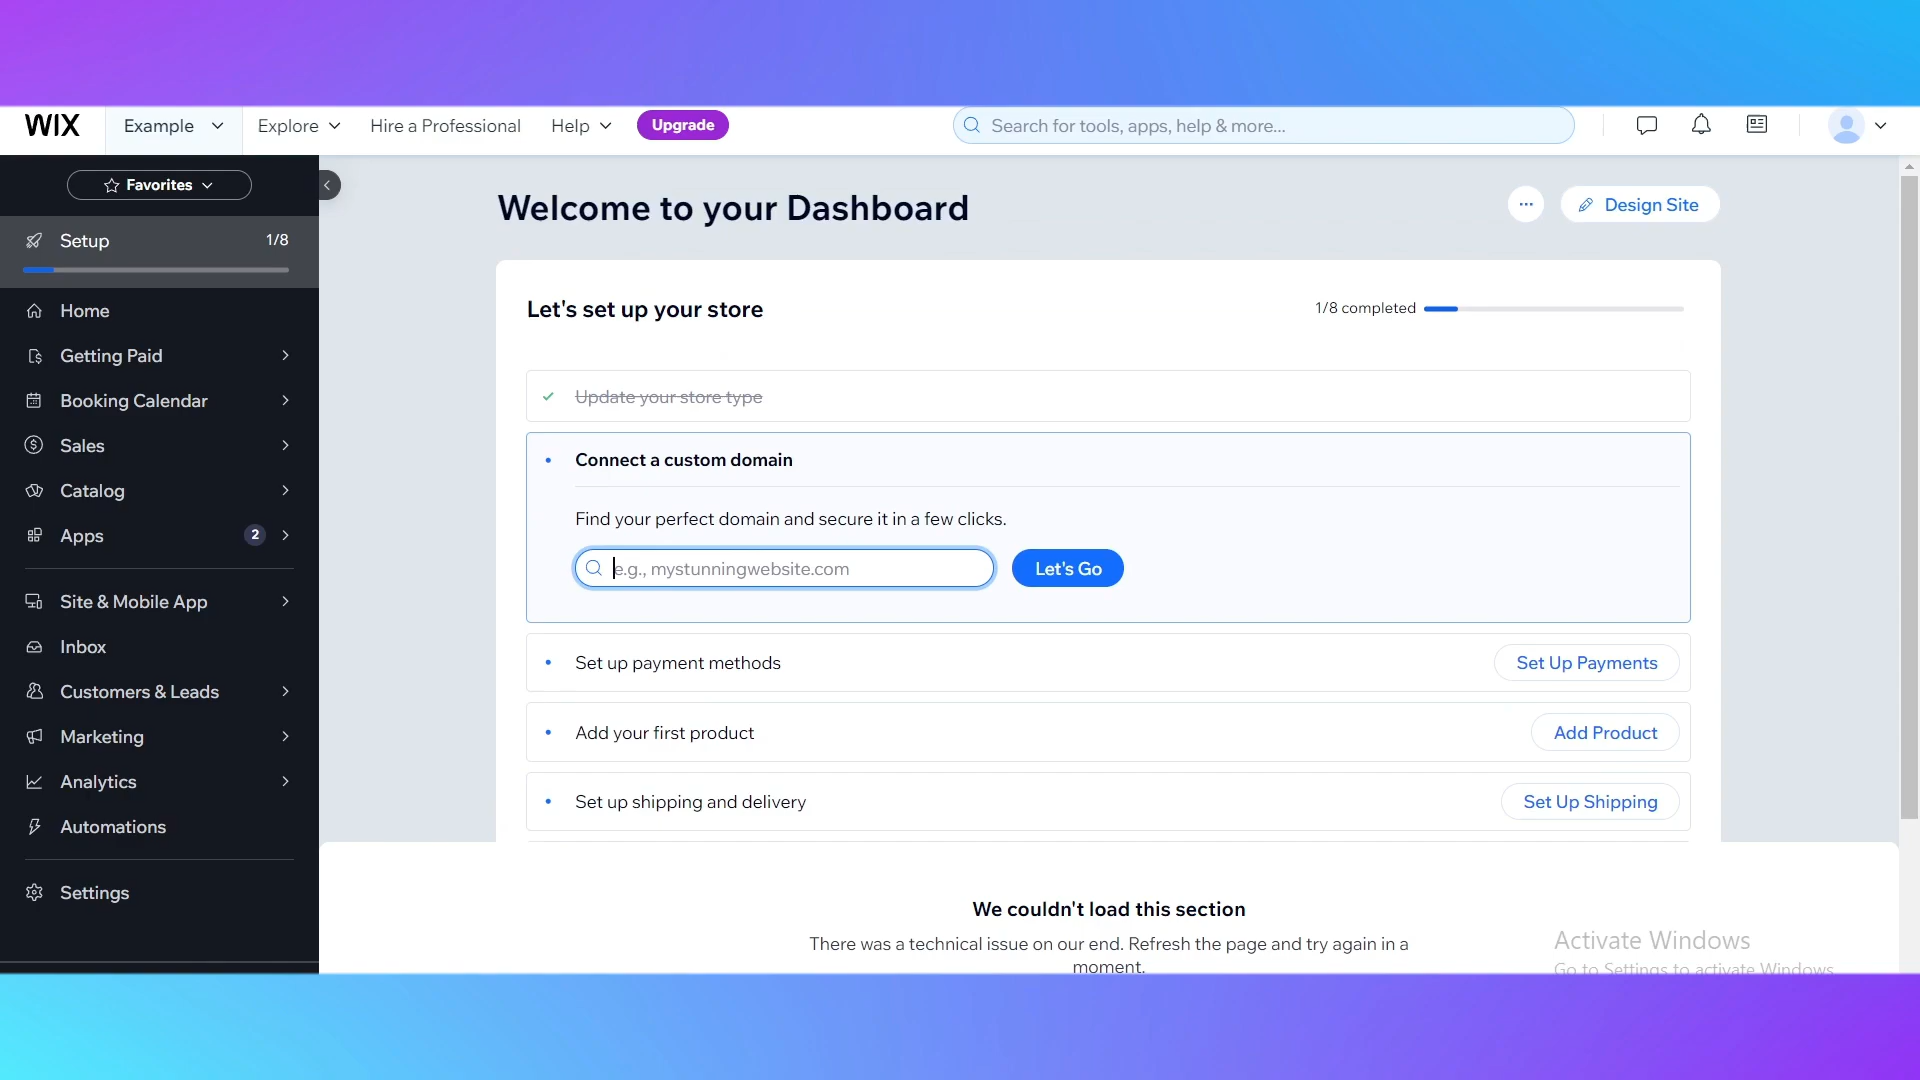 WIX
Example
Explore
Hire a Professional
Help
Upgrade
Search for tools, apps, help & more...
Favorites
Setup
1/8
Home
Getting Paid
Booking Calendar
Sales
Catalog
Apps
2
Site & Mobile App
Inbox
Customers & Leads
Marketing
Analytics
Automations
Settings
Welcome to your Dashboard
Design Site
Let's set up your store
1/8 completed
Update your store type
Connect a custom domain
Find your perfect domain and secure it in a few clicks.
e.g., mystunningwebsite.com
Let's Go
Set up payment methods
Set Up Payments
Add your first product
Add Product
Set up shipping and delivery
Set Up Shipping
We couldn't load this section
There was a technical issue on our end. Refresh the page and try again in a
moment.
Activate Windows
Go to Settings to activate Windows.